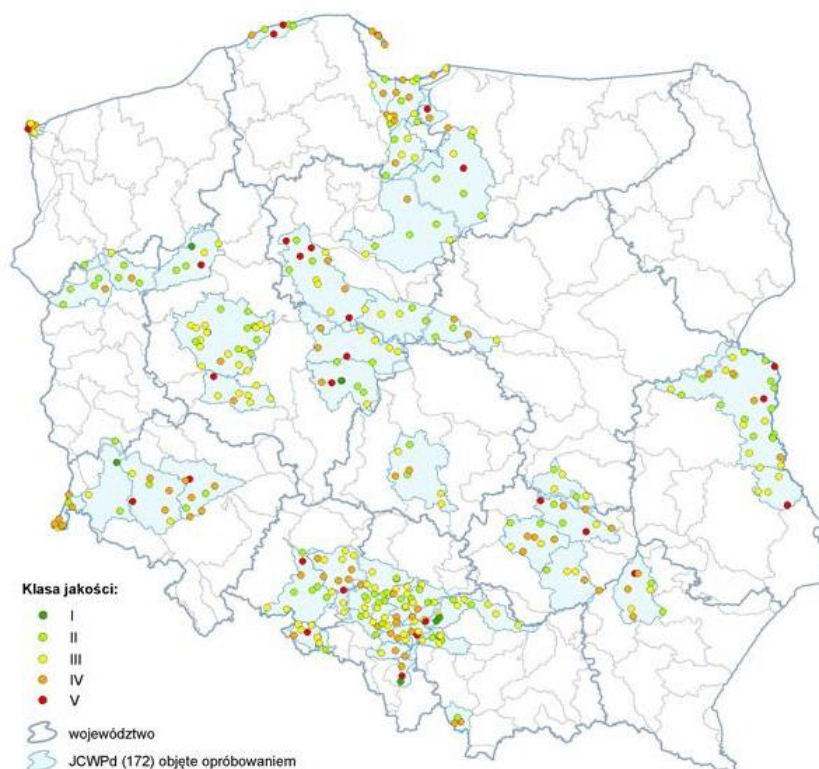 Klasa jakości:
I
II
III
IV
V
województwo
JCWPd (172) objęte opróbowaniem